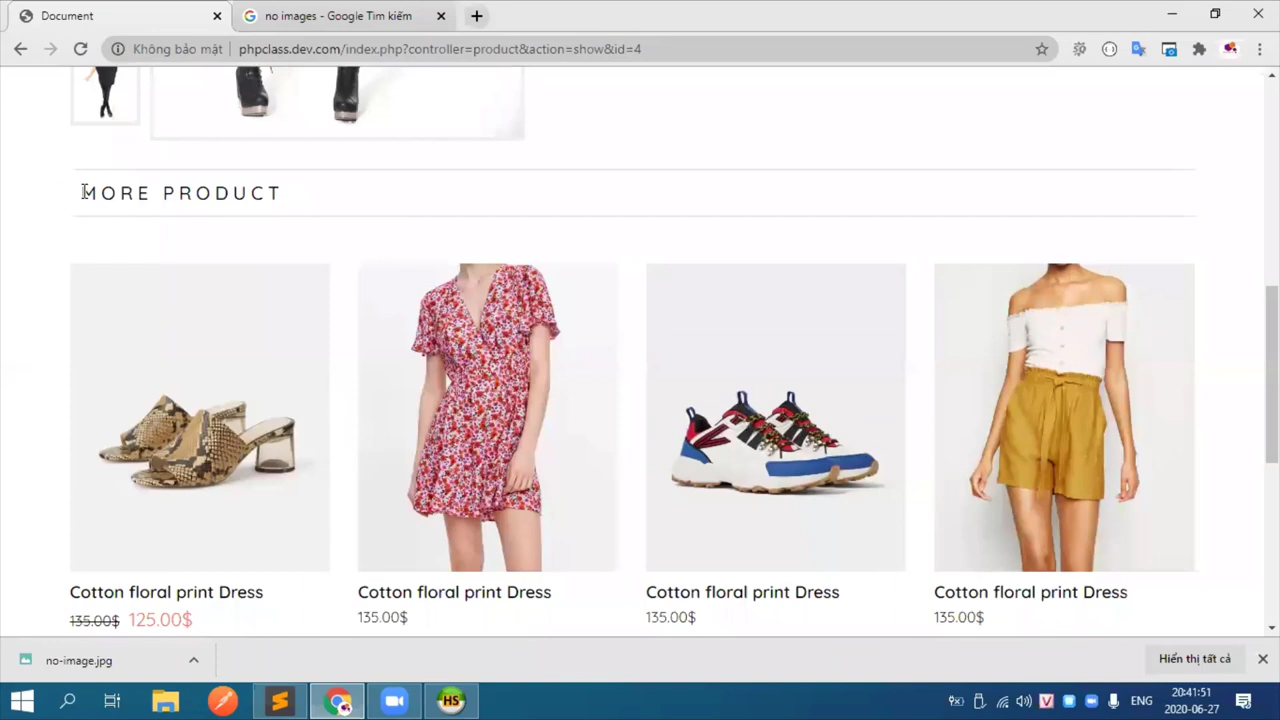 Document
no images - Google Tìm kiếm
Không bảo mật
phpclass.dev.com/index.php?controller=product&action=show&id=4
MORE PRODUCT
Cotton floral print Dress
Cotton floral print Dress
Cotton floral print Dress
Cotton floral print Dress
135.00$ 125.00$
135.00$
135.00$
135.00$
no-image.jpg
Hiển thị tất cả
HS
V
ENG
20:41:51
2020-06-27